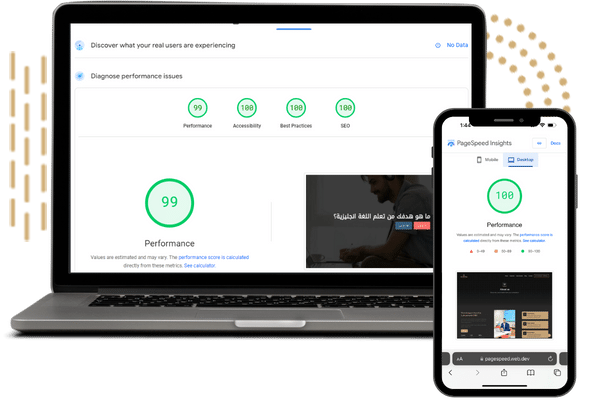 Discover what your real users are experiencing
No Data
Diagnose performance issues
99
100
100
100
Performance
Accessibility
Best Practices
SEO
99
ما هو هدفك من تعلم اللغة انجليزية؟
Performance
Values are estimated and may vary. The performance score is calculated
directly from these metrics. See calculator.
1:44
PageSpeed Insights
Docs
Mobile
Desktop
100
Performance
Values are estimated and may vary. The performance score is
calculated directly from these metrics. See calculator.
0–49
50–89
90–100
AA
pagespeed.web.dev